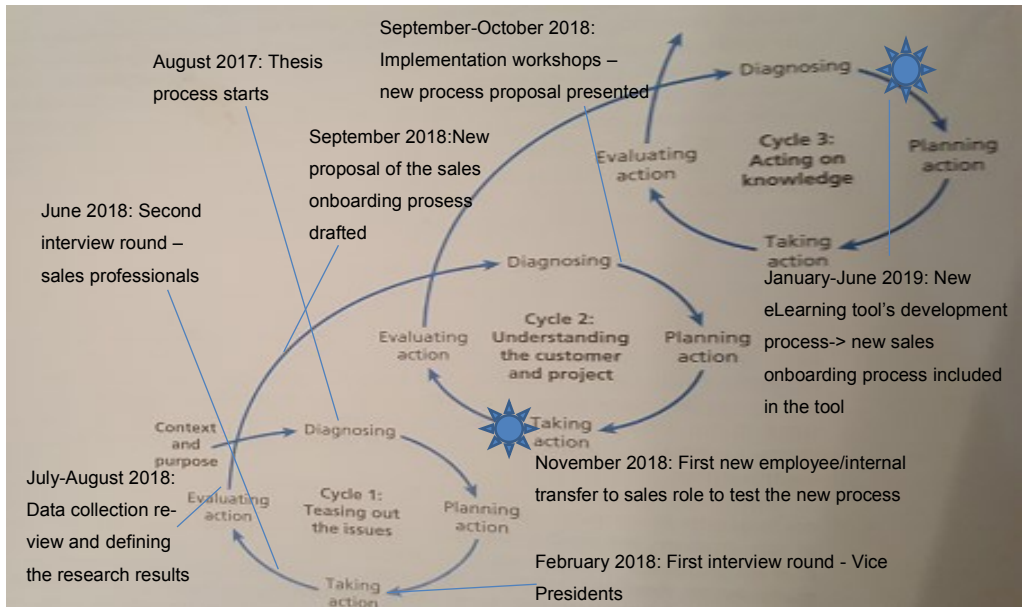 September-October 2018:
Implementation workshops –
new process proposal presented
August 2017: Thesis
process starts
September 2018:New
proposal of the sales
onboarding prosess
drafted
June 2018: Second
interview round –
sales professionals
Diagnosing
Cycle 3:
Acting on
knowledge
Planning
action
Evaluating
action
Taking
action
January-June 2019: New
eLearning tool's development
process-> new sales
onboarding process included
in the tool
Diagnosing
Cycle 2:
Understanding
the customer
and project
Planning
action
Evaluating
action
Taking
action
November 2018: First new employee/internal
transfer to sales role to test the new process
Context
and
purpose
Diagnosing
Cycle 1:
Teasing out
the issues
Planning
action
Evaluating
action
Taking
action
July-August 2018:
Data collection re-
view and defining
the research results
February 2018: First interview round - Vice
Presidents